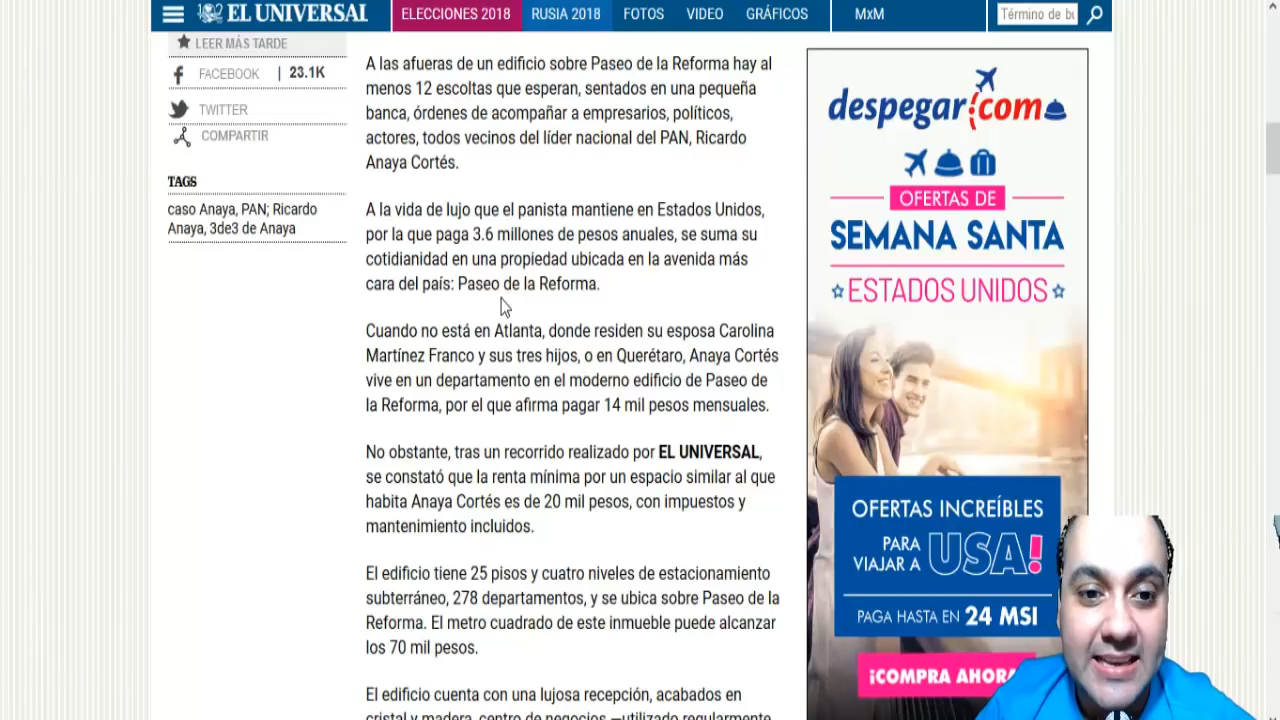 EL UNIVERSAL
ELECCIONES 2018
RUSIA 2018
FOTOS
VIDEO
GRÁFICOS
MxM
Término de bu
LEER MÁS TARDE
FACEBOOK | 23.1K
TWITTER
COMPARTIR
TAGS
caso Anaya, PAN; Ricardo
Anaya, 3de3 de Anaya
A las afueras de un edificio sobre Paseo de la Reforma hay al
menos 12 escoltas que esperan, sentados en una pequeña
banca, órdenes de acompañar a empresarios, políticos,
actores, todos vecinos del líder nacional del PAN, Ricardo
Anaya Cortés.
A la vida de lujo que el panista mantiene en Estados Unidos,
por la que paga 3.6 millones de pesos anuales, se suma su
cotidianidad en una propiedad ubicada en la avenida más
cara del país: Paseo de la Reforma.
Cuando no está en Atlanta, donde residen su esposa Carolina
Martínez Franco y sus tres hijos, o en Querétaro, Anaya Cortés
vive en un departamento en el moderno edificio de Paseo de
la Reforma, por el que afirma pagar 14 mil pesos mensuales.
No obstante, tras un recorrido realizado por EL UNIVERSAL,
se constató que la renta mínima por un espacio similar al que
habita Anaya Cortés es de 20 mil pesos, con impuestos y
mantenimiento incluidos.
El edificio tiene 25 pisos y cuatro niveles de estacionamiento
subterráneo, 278 departamentos, y se ubica sobre Paseo de la
Reforma. El metro cuadrado de este inmueble puede alcanzar
los 70 mil pesos.
El edificio cuenta con una lujosa recepción, acabados en
cristal y madera, centro de negocios —utilizado regularmente
despegar.com
OFERTAS DE
SEMANA SANTA
ESTADOS UNIDOS
OFERTAS INCREÍBLES
PARA
VIAJAR A USA!
PAGA HASTA EN 24 MSI
¡COMPRA AHORA